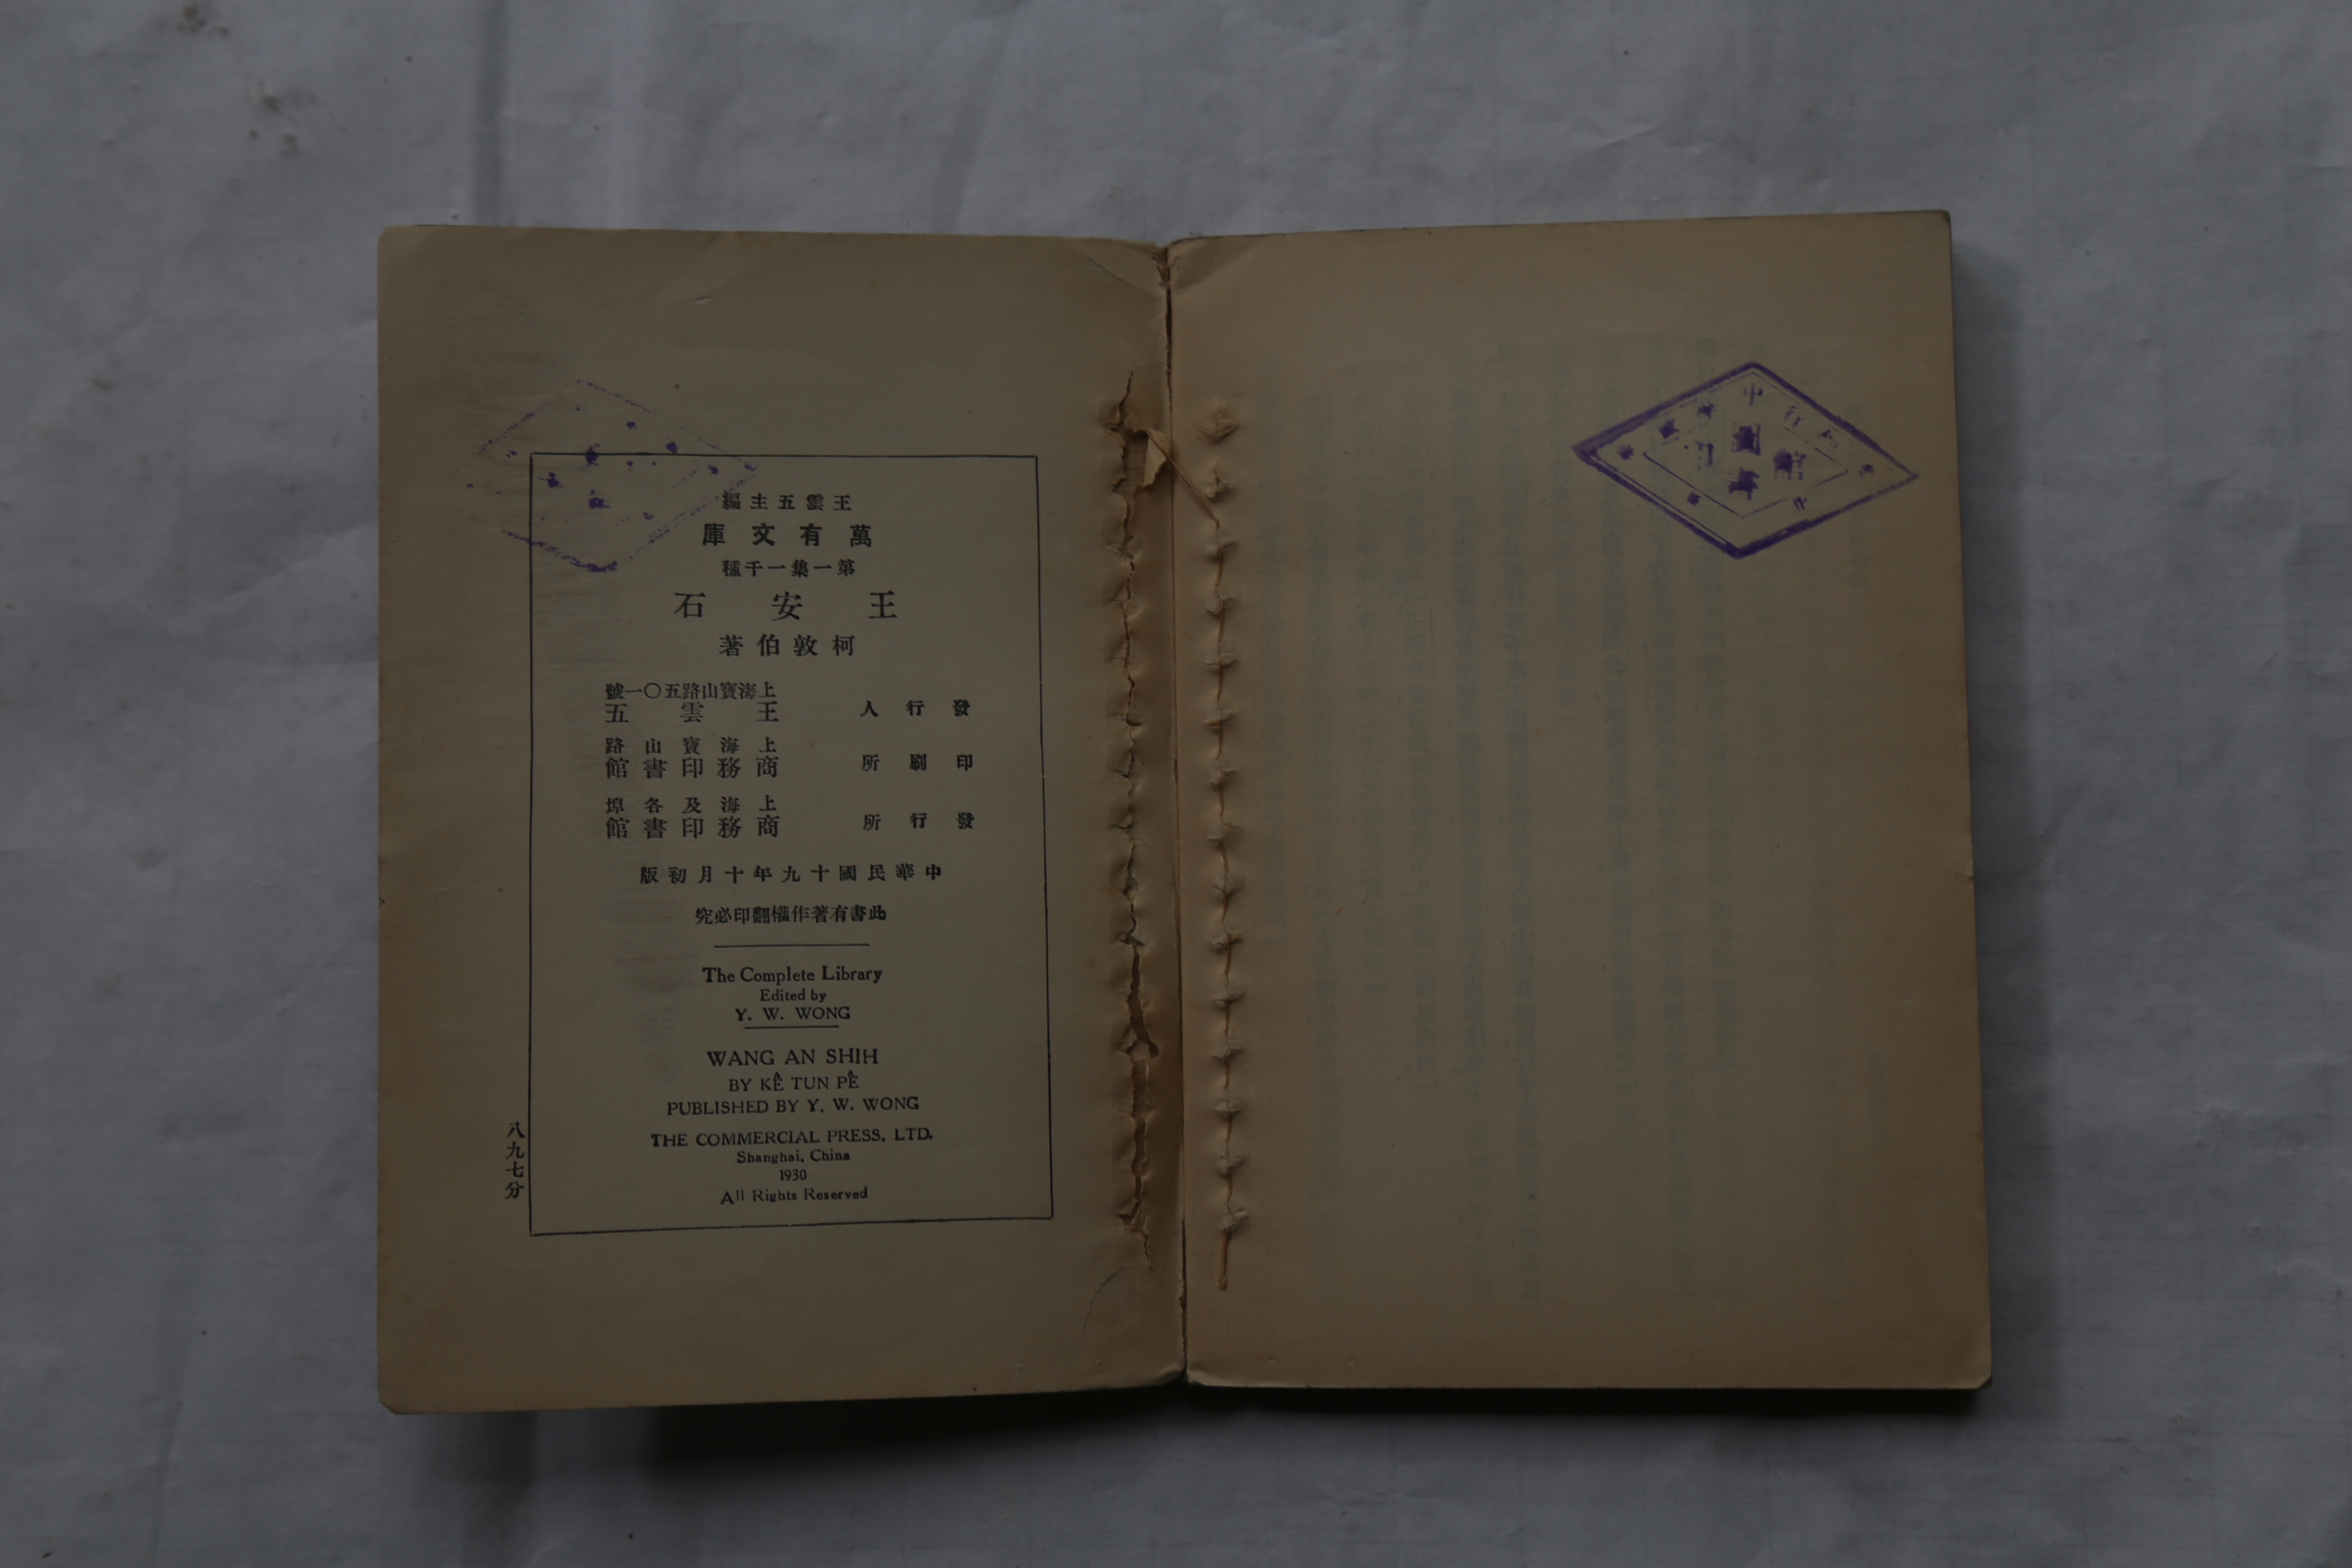 王雲五主編
萬有文庫
第一集一千種
王安石
柯敦伯著
發行人
上海寶山路五〇一號
王雲五
印刷所
上海寶山路
商務印書館
發行所
上海及各埠
商務印書館
中華民國十九年十月初版
此書有著作權翻印必究
The Complete Library
Edited by
Y. W. WONG
WANG AN SHIH
BY KÊ TUN PÊ
PUBLISHED BY Y. W. WONG
THE COMMERCIAL PRESS, LTD.
Shanghai, China
1930
All Rights Reserved
八九七分
中
行